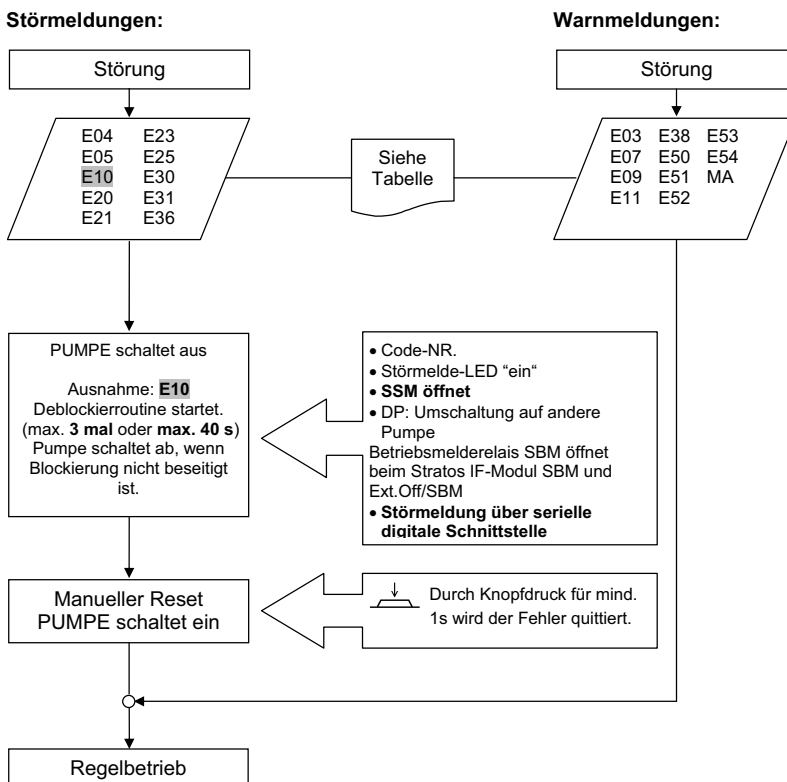 Störmeldungen:
Warnmeldungen:
Störung
Störung
E04 E23
E05 E25
E10 E30
E20 E31
E21 E36
Siehe
Tabelle
E03 E38 E53
E07 E50 E54
E09 E51 MA
E11 E52
PUMPE schaltet aus
Ausnahme: E10
Deblockierroutine startet.
(max. 3 mal oder max. 40 s)
Pumpe schaltet ab, wenn
Blockierung nicht beseitigt
ist.
• Code-NR.
• Störmelde-LED “ein“
• SSM öffnet
• DP: Umschaltung auf andere
Pumpe
Betriebsmelderelais SBM öffnet
beim Stratos IF-Modul SBM und
Ext.Off/SBM
• Störmeldung über serielle
digitale Schnittstelle
Manueller Reset
PUMPE schaltet ein
Durch Knopfdruck für mind.
1s wird der Fehler quittiert.
Regelbetrieb